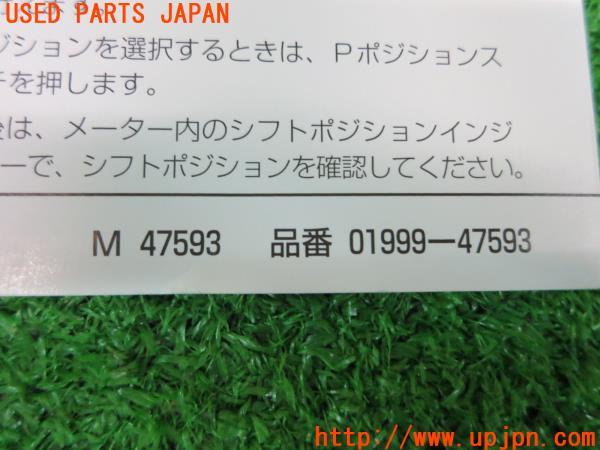 USED PARTS JAPAN
ジションを選択するときは、Pポジションス
チを押します。
後は、メーター内のシフトポジションインジ
ーで、シフトポジションを確認してください。
M 47593 品番 01999ー47593
http://www.upjpn.com